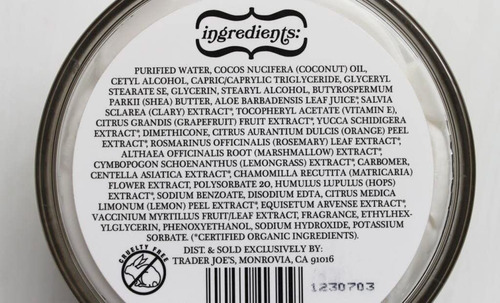 ingredients:
PURIFIED WATER, COCOS NUCIFERA (COCONUT) OIL,
CETYL ALCOHOL, CAPRIC/CAPRYLIC TRIGLYCERIDE, GLYCERYL
STEARATE SE, GLYCERIN, STEARYL ALCOHOL, BUTYROSPERMUM
PARKII (SHEA) BUTTER, ALOE BARBADENSIS LEAF JUICE*, SALVIA
SCLAREA (CLARY) EXTRACT*, TOCOPHERYL ACETATE (VITAMIN E),
CITRUS GRANDIS (GRAPEFRUIT) FRUIT EXTRACT*, YUCCA SCHIDIGERA
EXTRACT*, DIMETHICONE, CITRUS AURANTIUM DULCIS (ORANGE) PEEL
EXTRACT*, ROSMARINUS OFFICINALIS (ROSEMARY) LEAF EXTRACT*,
ALTHAEA OFFICINALIS ROOT (MARSHMALLOW) EXTRACT*,
CYMBOPOGON SCHOENANTHUS (LEMONGRASS) EXTRACT*, CARBOMER,
CENTELLA ASIATICA EXTRACT*, CHAMOMILLA RECUTITA (MATRICARIA)
FLOWER EXTRACT, POLYSORBATE 20, HUMULUS LUPULUS (HOPS)
EXTRACT*, SODIUM BENZOATE, DISODIUM EDTA, CITRUS MEDICA
LIMONUM (LEMON) PEEL EXTRACT*, EQUISETUM ARVENSE EXTRACT*,
VACCINIUM MYRTILLUS FRUIT/LEAF EXTRACT, FRAGRANCE, ETHYLHEX-
YLGLYCERIN, PHENOXYETHANOL, SODIUM HYDROXIDE, POTASSIUM
SORBATE. (*CERTIFIED ORGANIC INGREDIENTS).
DIST. & SOLD EXCLUSIVELY BY:
TRADER JOE'S, MONROVIA, CA 91016
CRUELTY FREE
1230703